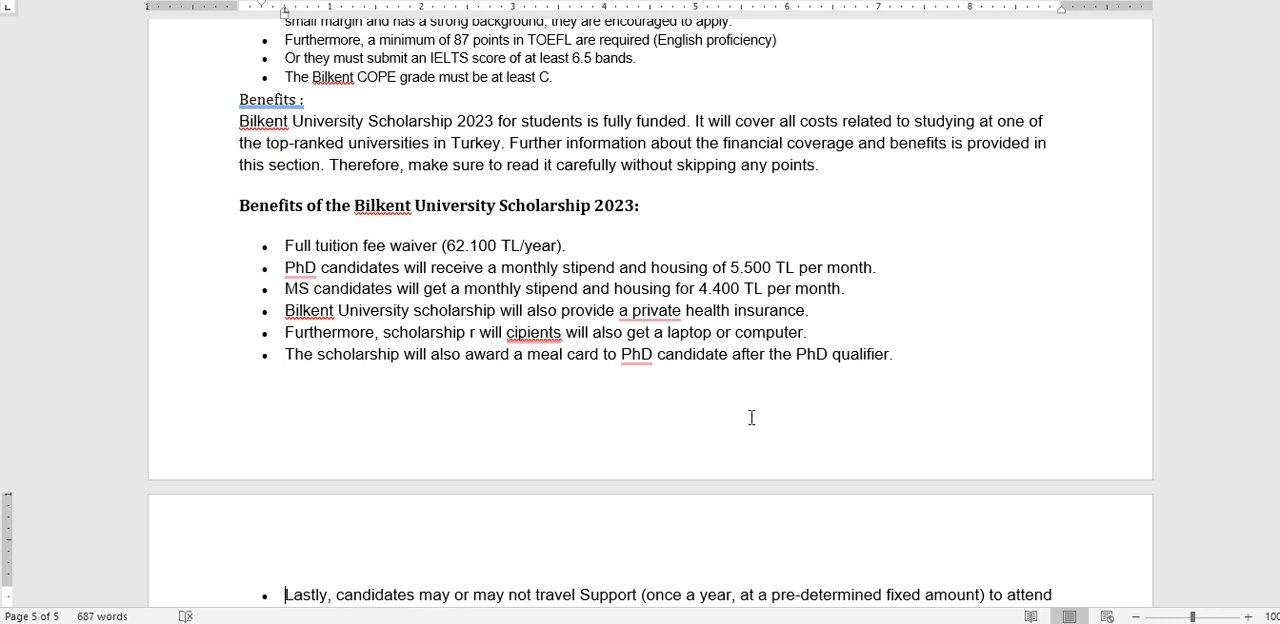 1 1 2 3 4 5 6 7 8
small margin and has a strong background, they are encouraged to apply.
• Furthermore, a minimum of 87 points in TOEFL are required (English proficiency)
• Or they must submit an IELTS score of at least 6.5 bands.
• The Bilkent COPE grade must be at least C.
Benefits :
Bilkent University Scholarship 2023 for students is fully funded. It will cover all costs related to studying at one of
the top-ranked universities in Turkey. Further information about the financial coverage and benefits is provided in
this section. Therefore, make sure to read it carefully without skipping any points.
Benefits of the Bilkent University Scholarship 2023:
• Full tuition fee waiver (62.100 TL/year).
• PhD candidates will receive a monthly stipend and housing of 5.500 TL per month.
• MS candidates will get a monthly stipend and housing for 4.400 TL per month.
• Bilkent University scholarship will also provide a private health insurance.
• Furthermore, scholarship r will cipients will also get a laptop or computer.
• The scholarship will also award a meal card to PhD candidate after the PhD qualifier.
• Lastly, candidates may or may not travel Support (once a year, at a pre-determined fixed amount) to attend
Page 5 of 5 687 words 100